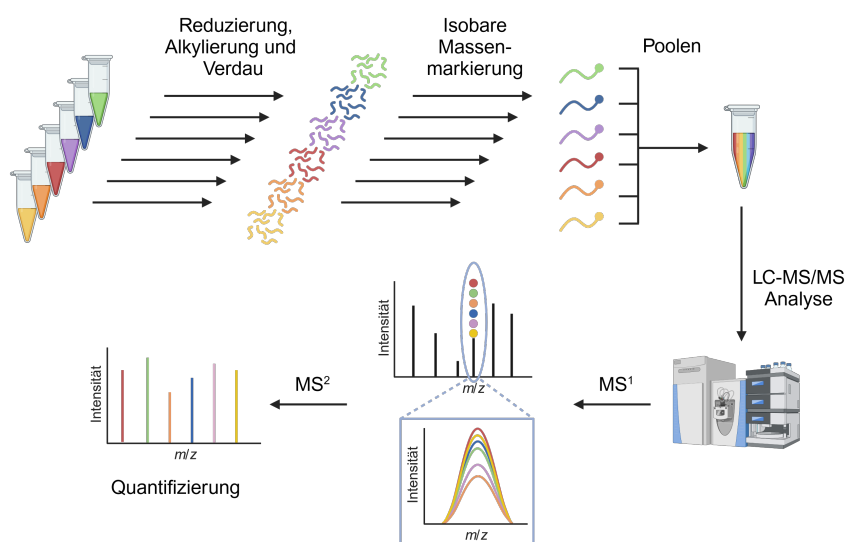 Reduzierung,
Alkylierung und
Verdau
Isobare
Massen-
markierung
Poolen
LC-MS/MS
Analyse
MS¹
Intensität
m/z
Intensität
m/z
MS²
Intensität
m/z
Quantifizierung